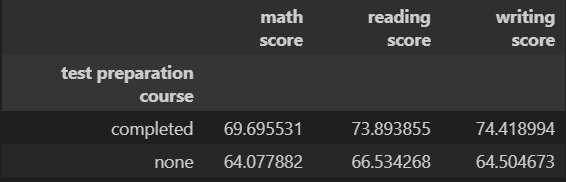 math reading writing
score score score
test preparation
course
completed 69.695531 73.893855 74.418994
none 64.077882 66.534268 64.504673